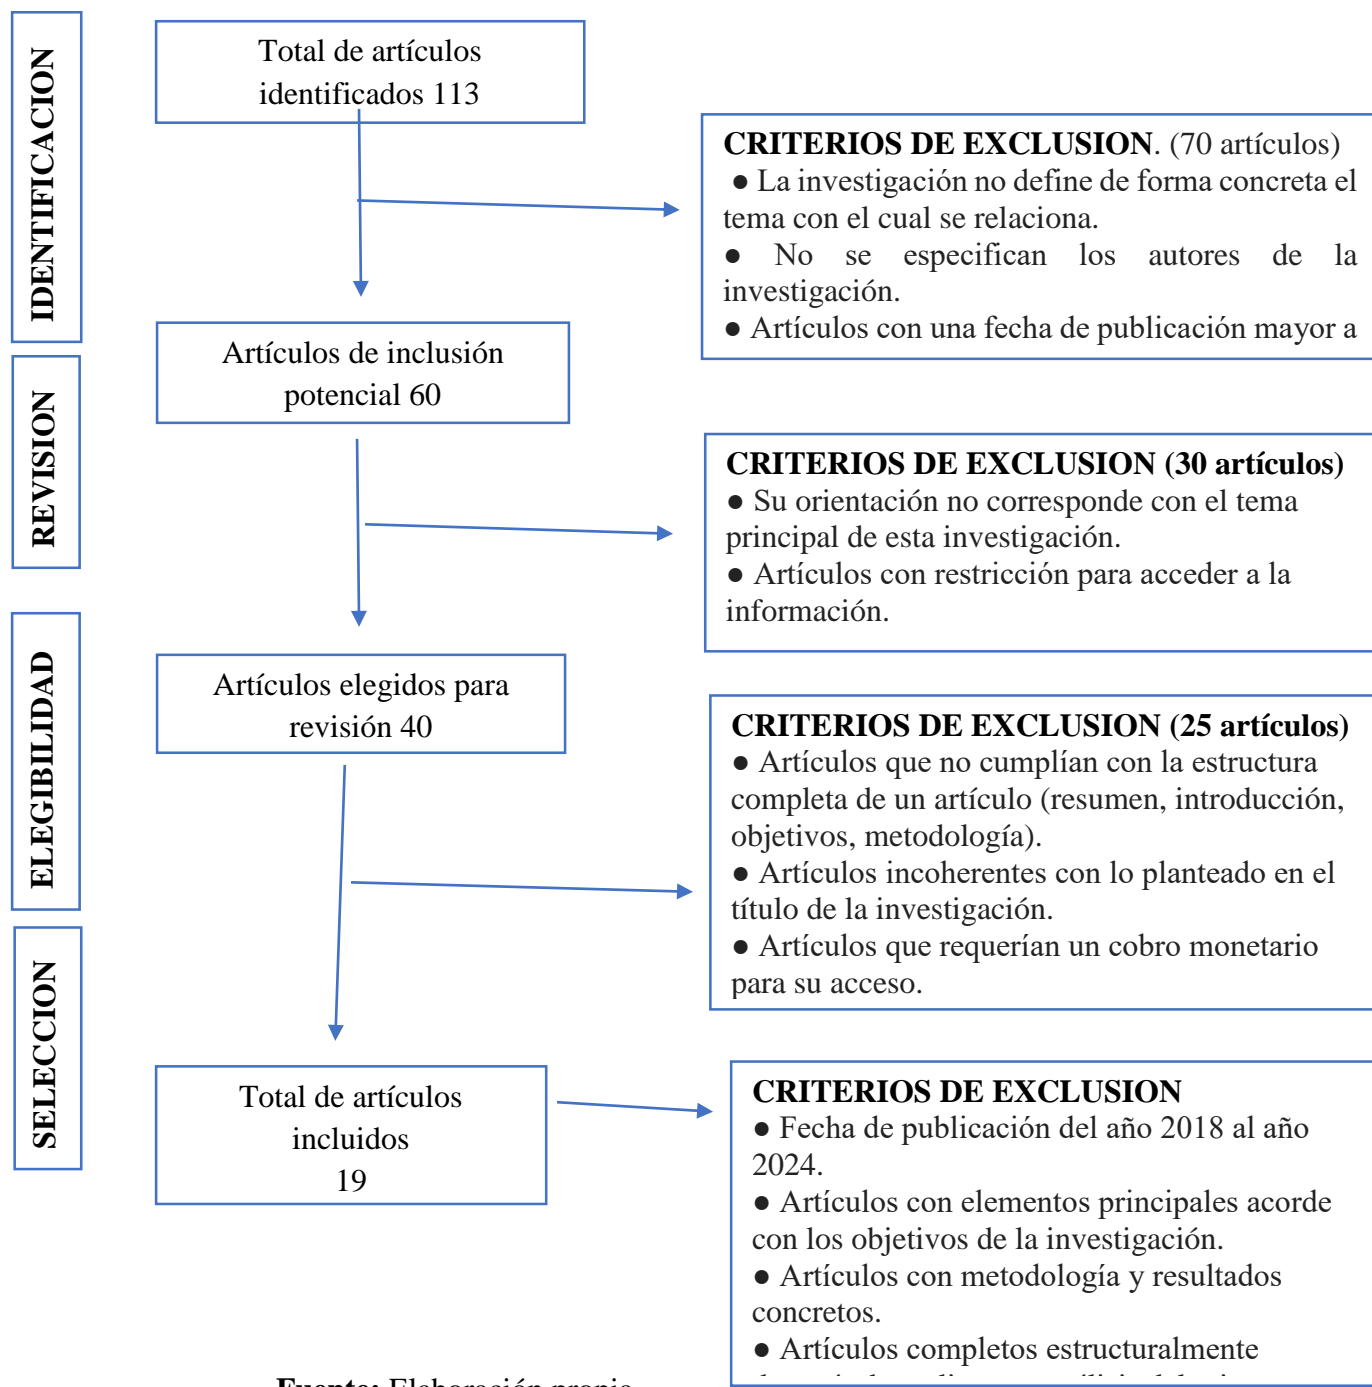 IDENTIFICACION
Total de artículos
identificados 113
CRITERIOS DE EXCLUSION. (70 artículos)
● La investigación no define de forma concreta el
tema con el cual se relaciona.
● No se especifican los autores de la
investigación.
● Artículos con una fecha de publicación mayor a
REVISION
Artículos de inclusión
potencial 60
CRITERIOS DE EXCLUSION (30 artículos)
● Su orientación no corresponde con el tema
principal de esta investigación.
● Artículos con restricción para acceder a la
información.
ELEGIBILIDAD
Artículos elegidos para
revisión 40
CRITERIOS DE EXCLUSION (25 artículos)
● Artículos que no cumplían con la estructura
completa de un artículo (resumen, introducción,
objetivos, metodología).
● Artículos incoherentes con lo planteado en el
título de la investigación.
● Artículos que requerían un cobro monetario
para su acceso.
SELECCION
Total de artículos
incluidos
19
CRITERIOS DE EXCLUSION
● Fecha de publicación del año 2018 al año
2024.
● Artículos con elementos principales acorde
con los objetivos de la investigación.
● Artículos con metodología y resultados
concretos.
● Artículos completos estructuralmente
Fuente: Elaboración propia